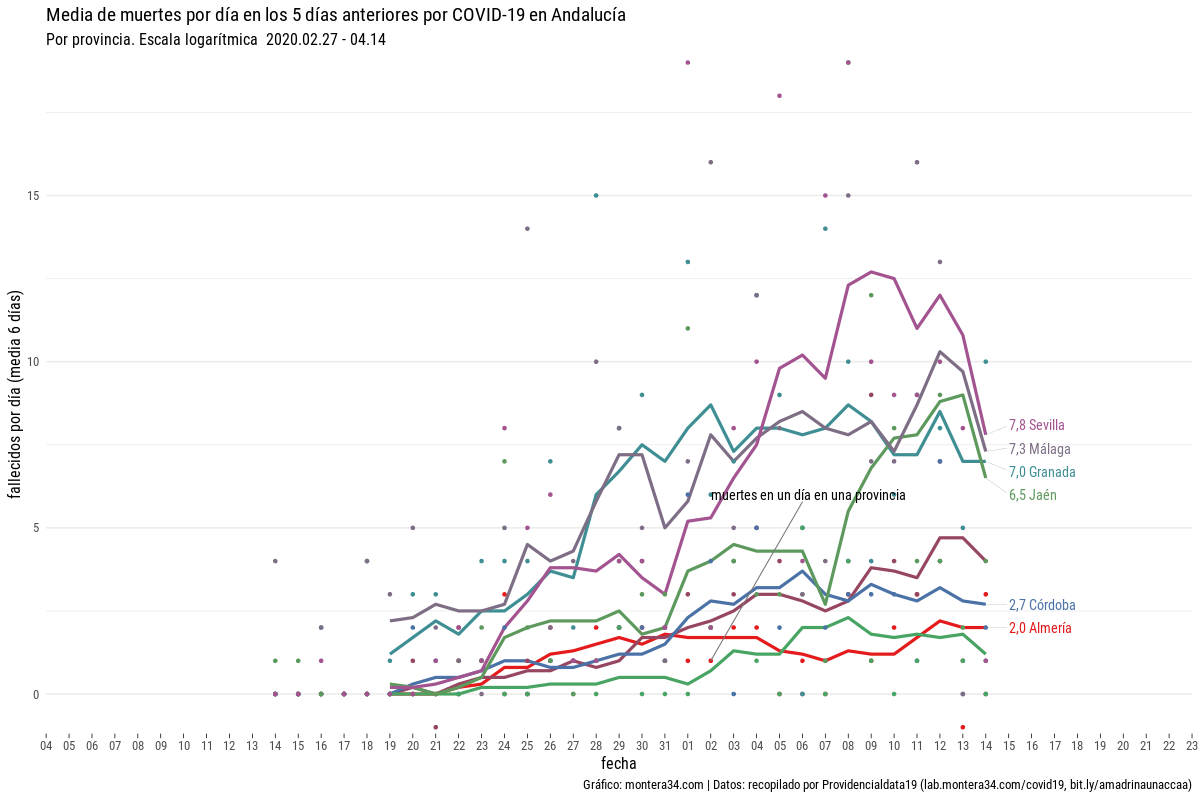 Media de muertes por día en los 5 días anteriores por COVID-19 en Andalucía
Por provincia. Escala logarítmica  2020.02.27 - 04.14
fallecidos por día (media 6 días)
15
10
5
0
7,8 Sevilla
7,3 Málaga
7,0 Granada
6,5 Jaén
muertes en un día en una provincia
2,7 Córdoba
2,0 Almería
04 05 06 07 08 09 10 11 12 13 14 15 16 17 18 19 20 21 22 23 24 25 26 27 28 29 30 31 01 02 03 04 05 06 07 08 09 10 11 12 13 14 15 16 17 18 19 20 21 22 23
fecha
Gráfico: montera34.com | Datos: recopilado por Providencialdata19 (lab.montera34.com/covid19, bit.ly/amadrinaunaccaa)